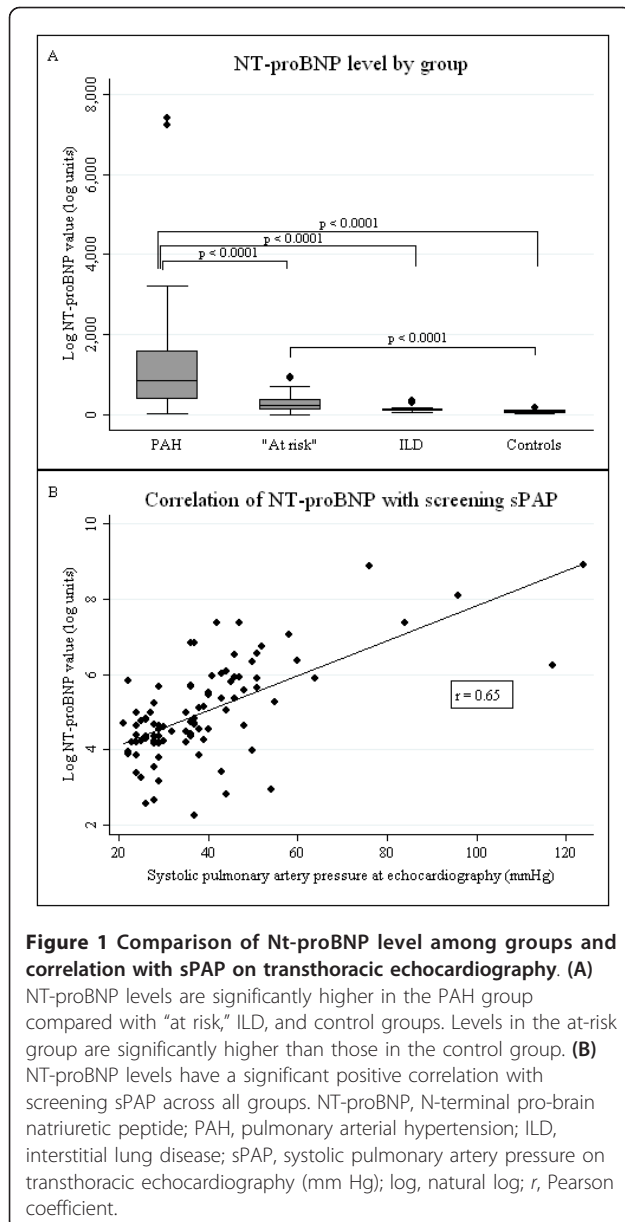 A
NT-proBNP level by group
Log NT-proBNP value (log units)
8,000
6,000
4,000
2,000
0
p < 0.0001
p < 0.0001
p < 0.0001
p < 0.0001
PAH
"At risk"
ILD
Controls
B
Correlation of NT-proBNP with screening sPAP
Log NT-proBNP value (log units)
10
8
6
4
2
r = 0.65
20
40
60
80
100
120
Systolic pulmonary artery pressure at echocardiography (mmHg)
Figure 1 Comparison of Nt-proBNP level among groups and
correlation with sPAP on transthoracic echocardiography. (A)
NT-proBNP levels are significantly higher in the PAH group
compared with “at risk,” ILD, and control groups. Levels in the at-risk
group are significantly higher than those in the control group. (B)
NT-proBNP levels have a significant positive correlation with
screening sPAP across all groups. NT-proBNP, N-terminal pro-brain
natriuretic peptide; PAH, pulmonary arterial hypertension; ILD,
interstitial lung disease; sPAP, systolic pulmonary artery pressure on
transthoracic echocardiography (mm Hg); log, natural log; r, Pearson
coefficient.